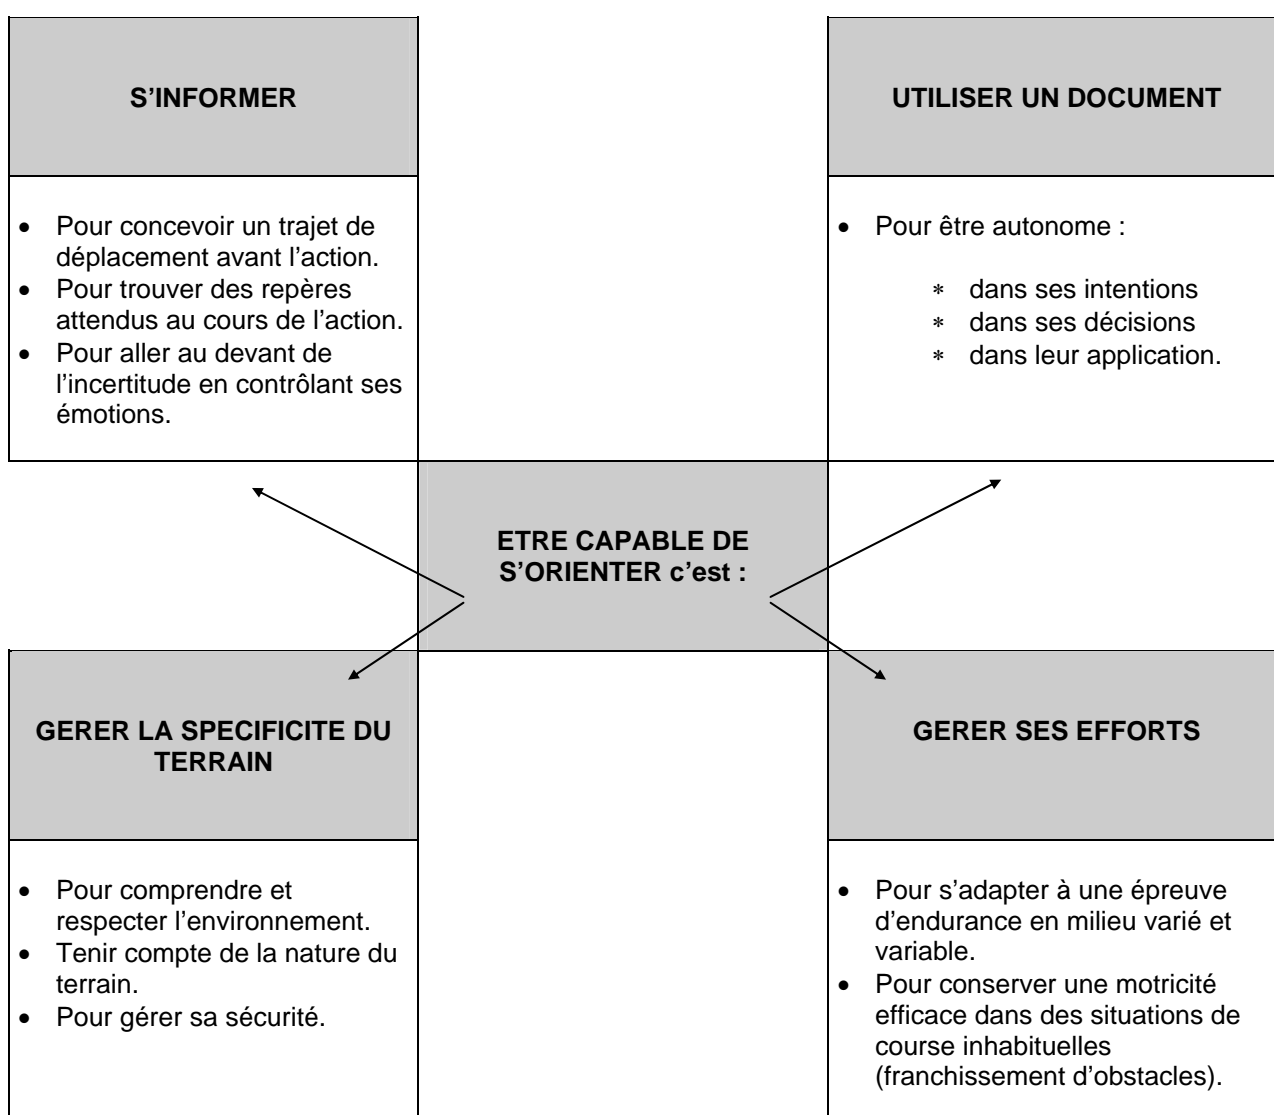 S’INFORMER
• Pour concevoir un trajet de
déplacement avant l’action.
• Pour trouver des repères
attendus au cours de l’action.
• Pour aller au devant de
l’incertitude en contrôlant ses
émotions.
UTILISER UN DOCUMENT
• Pour être autonome :
* dans ses intentions
* dans ses décisions
* dans leur application.
ETRE CAPABLE DE
S’ORIENTER c’est :
GERER LA SPECIFICITE DU
TERRAIN
• Pour comprendre et
respecter l’environnement.
• Tenir compte de la nature du
terrain.
• Pour gérer sa sécurité.
GERER SES EFFORTS
• Pour s’adapter à une épreuve
d’endurance en milieu varié et
variable.
• Pour conserver une motricité
efficace dans des situations de
course inhabituelles
(franchissement d’obstacles).